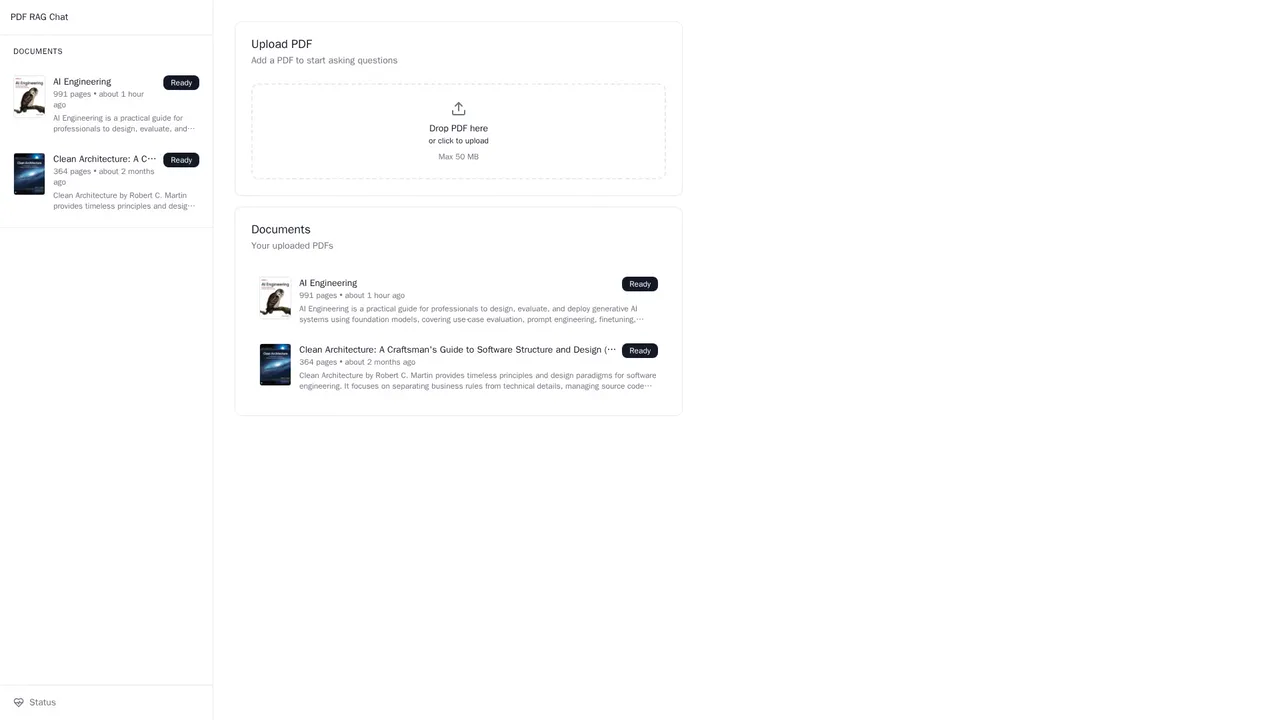 PDF RAG Chat
DOCUMENTS
AI Engineering
Ready
991 pages • about 1 hour
ago
AI Engineering is a practical guide for
professionals to design, evaluate, and…
Clean Architecture: A C…
Ready
364 pages • about 2 months
ago
Clean Architecture by Robert C. Martin
provides timeless principles and desig…
Status
Upload PDF
Add a PDF to start asking questions
Drop PDF here
or click to upload
Max 50 MB
Documents
Your uploaded PDFs
AI Engineering
Ready
991 pages • about 1 hour ago
AI Engineering is a practical guide for professionals to design, evaluate, and deploy generative AI
systems using foundation models, covering use-case evaluation, prompt engineering, finetuning,…
Clean Architecture: A Craftsman's Guide to Software Structure and Design (…
Ready
364 pages • about 2 months ago
Clean Architecture by Robert C. Martin provides timeless principles and design paradigms for software
engineering. It focuses on separating business rules from technical details, managing source code…